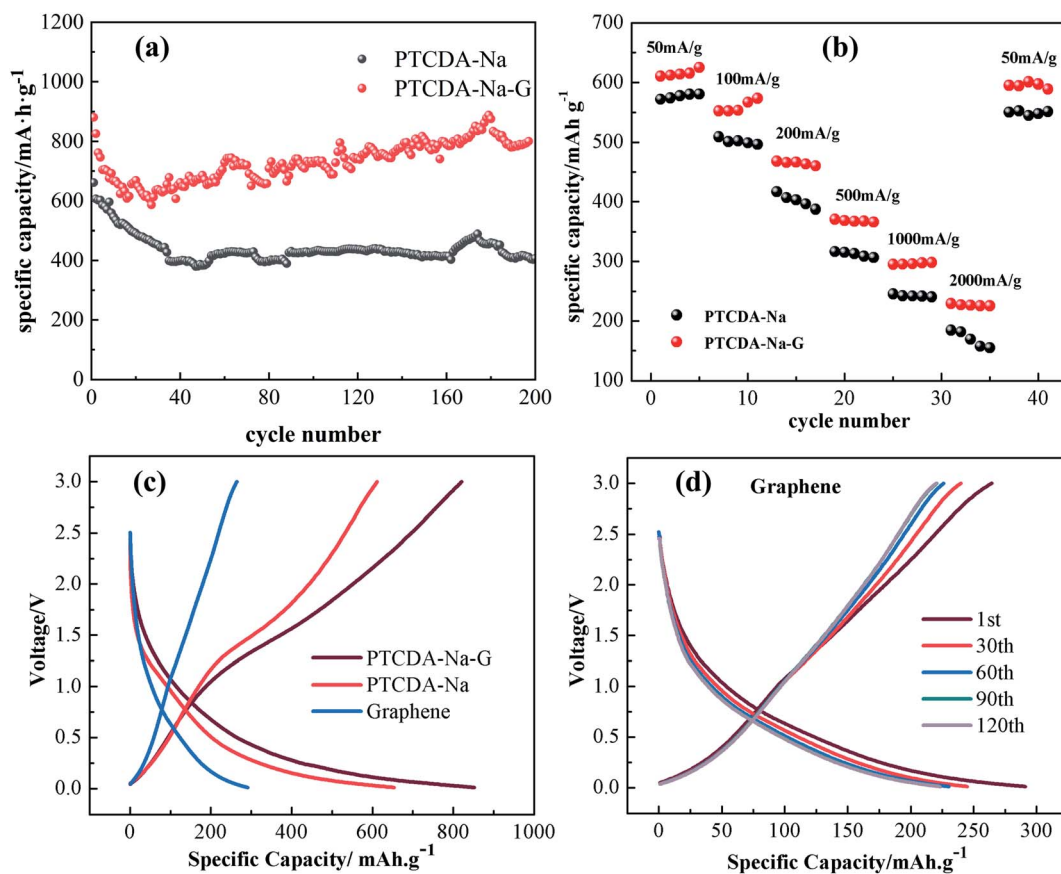 (a)
PTCDA-Na
PTCDA-Na-G
specific capacity/mA·h·g-1
1200
1000
800
600
400
200
0
0
40
80
120
160
200
cycle number
(b)
50mA/g
100mA/g
200mA/g
500mA/g
1000mA/g
2000mA/g
50mA/g
PTCDA-Na
PTCDA-Na-G
specific capacity/mAh g-1
700
600
500
400
300
200
100
0
10
20
30
40
cycle number
(c)
PTCDA-Na-G
PTCDA-Na
Graphene
Voltage/V
3.0
2.5
2.0
1.5
1.0
0.5
0.0
0
200
400
600
800
1000
Specific Capacity/ mAh.g-1
(d)
Graphene
1st
30th
60th
90th
120th
Voltage/V
3.0
2.5
2.0
1.5
1.0
0.5
0.0
0
50
100
150
200
250
300
Specific Capacity/mAh.g-1